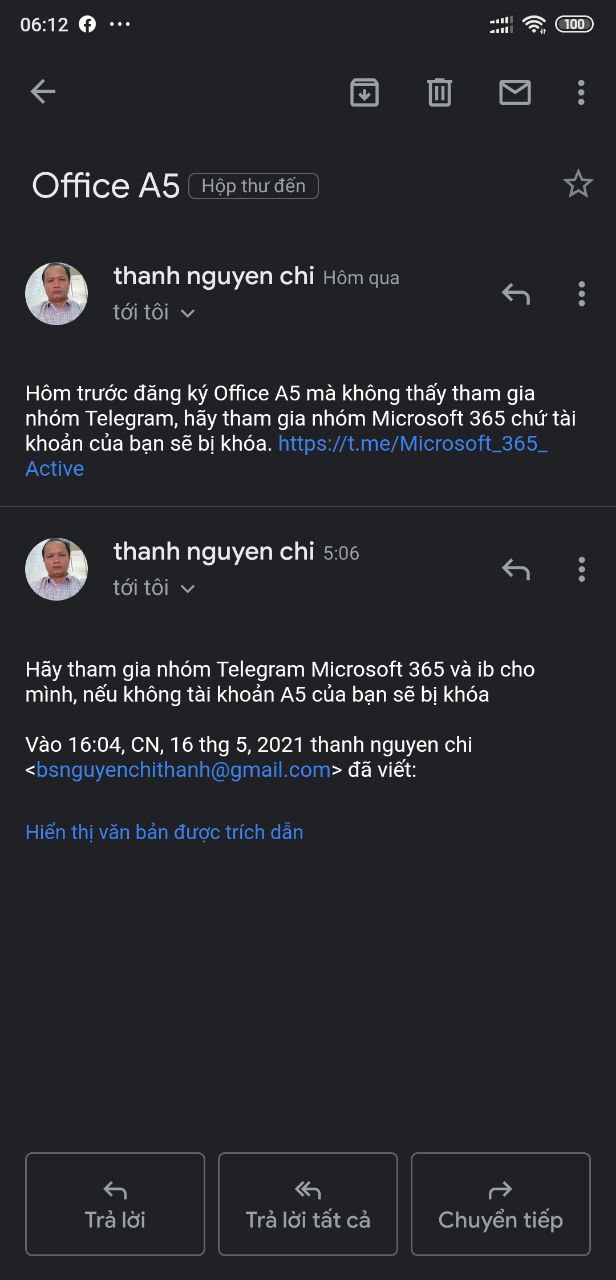 06:12
100
Office A5 Hộp thư đến
thanh nguyen chi Hôm qua
tới tôi
Hôm trước đăng ký Office A5 mà không thấy tham gia
nhóm Telegram, hãy tham gia nhóm Microsoft 365 chứ tài
khoản của bạn sẽ bị khóa. https://t.me/Microsoft_365_
Active
thanh nguyen chi 5:06
tới tôi
Hãy tham gia nhóm Telegram Microsoft 365 và ib cho
mình, nếu không tài khoản A5 của bạn sẽ bị khóa
Vào 16:04, CN, 16 thg 5, 2021 thanh nguyen chi
<bsnguyenchithanh@gmail.com> đã viết:
Hiển thị văn bản được trích dẫn
Trả lời
Trả lời tất cả
Chuyển tiếp